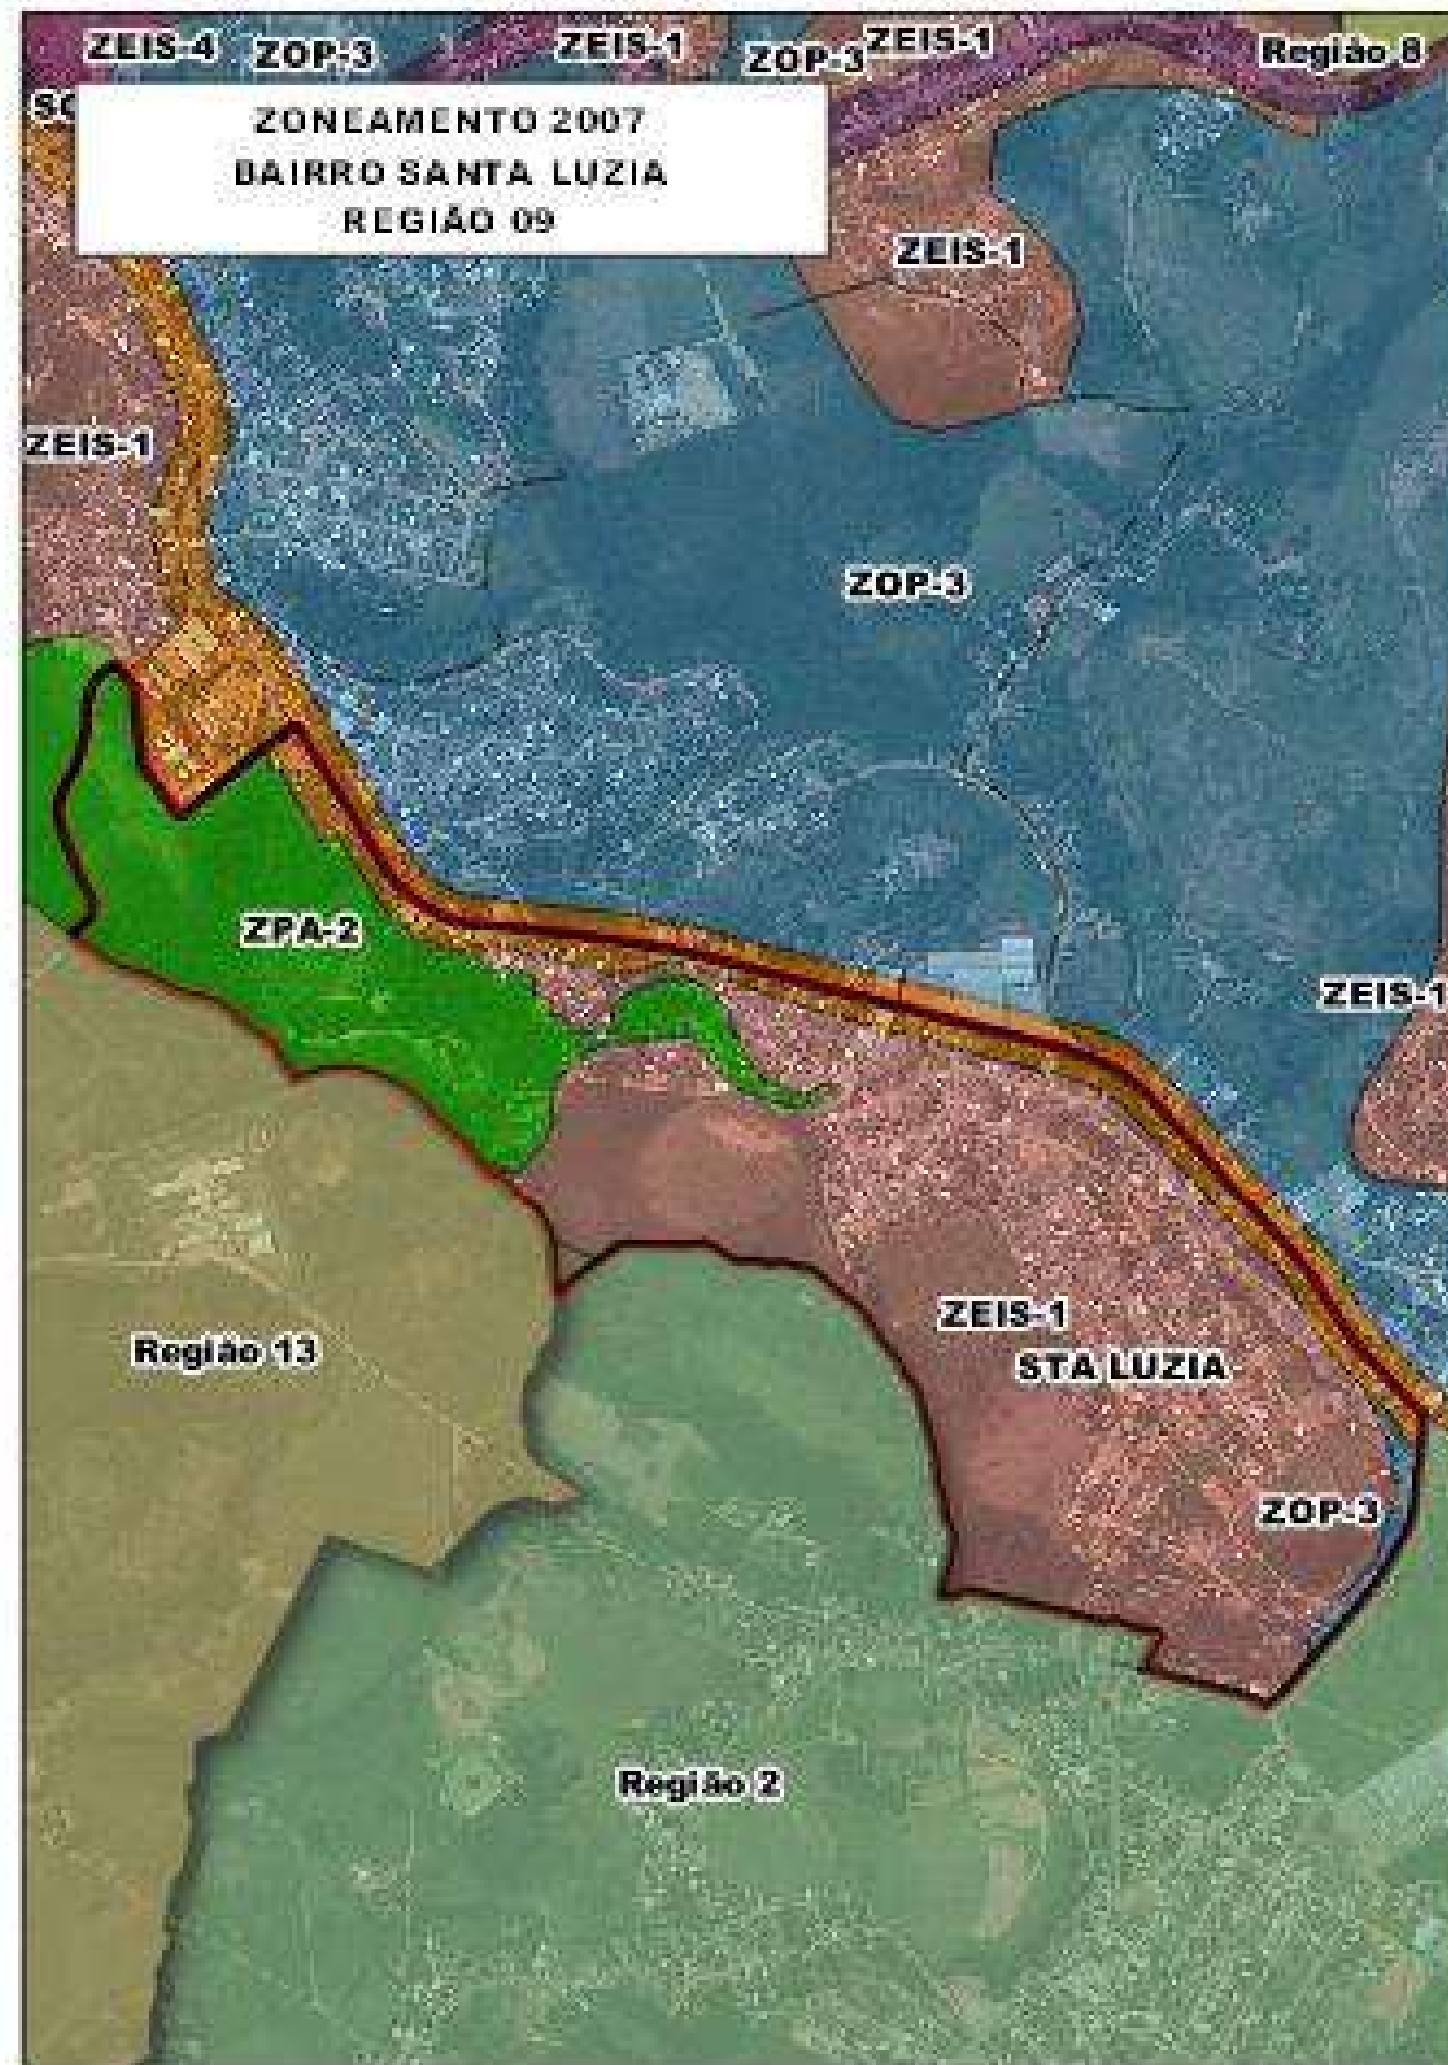 ZEIS-4 ZOP-3 ZEIS-1 ZOP-3 ZEIS-1 Região 8
ZONEAMENTO 2007
BAIRRO SANTA LUZIA
REGIÃO 09
ZEIS-1
ZEIS-1
ZOP-3
ZPA-2
ZEIS-1
ZEIS-1
STA LUZIA
Região 13
ZOP-3
Região 2